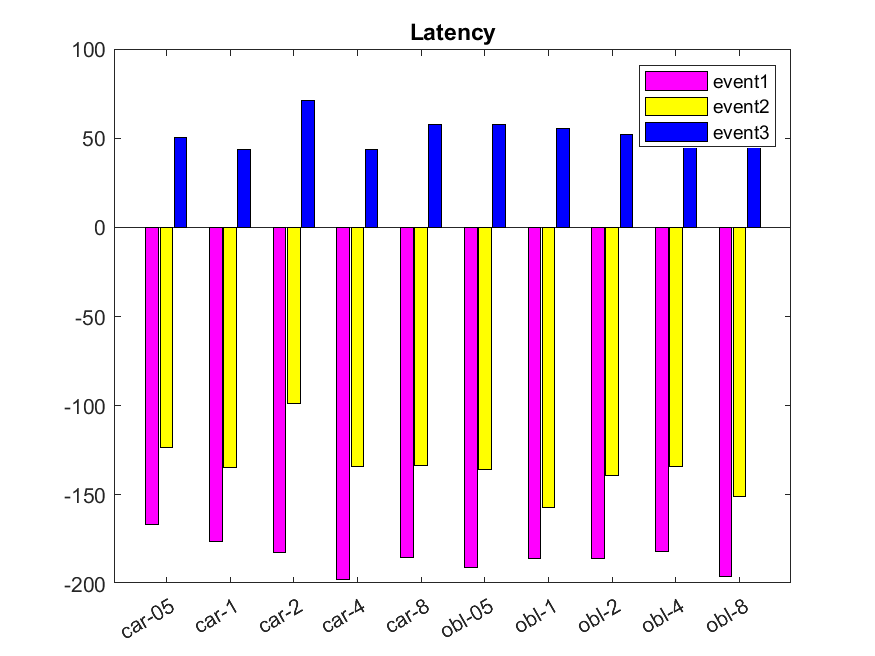 Latency
100
50
0
-50
-100
-150
-200
event1
event2
event3
car-05
car-1
car-2
car-4
car-8
obl-05
obl-1
obl-2
obl-4
obl-8